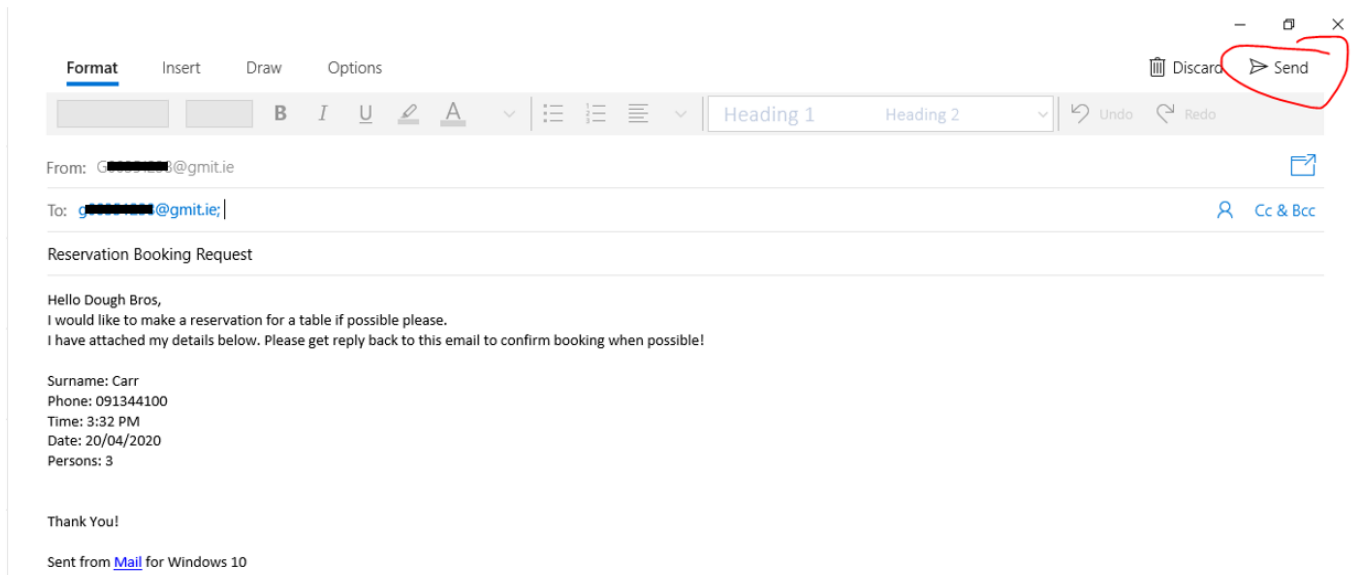 Format Insert Draw Options Discard Send
B I U A Heading 1 Heading 2 Undo Redo
From: G @gmit.ie
To: g @gmit.ie;
Cc & Bcc
Reservation Booking Request
Hello Dough Bros,
I would like to make a reservation for a table if possible please.
I have attached my details below. Please get reply back to this email to confirm booking when possible!
Surname: Carr
Phone: 091344100
Time: 3:32 PM
Date: 20/04/2020
Persons: 3
Thank You!
Sent from Mail for Windows 10